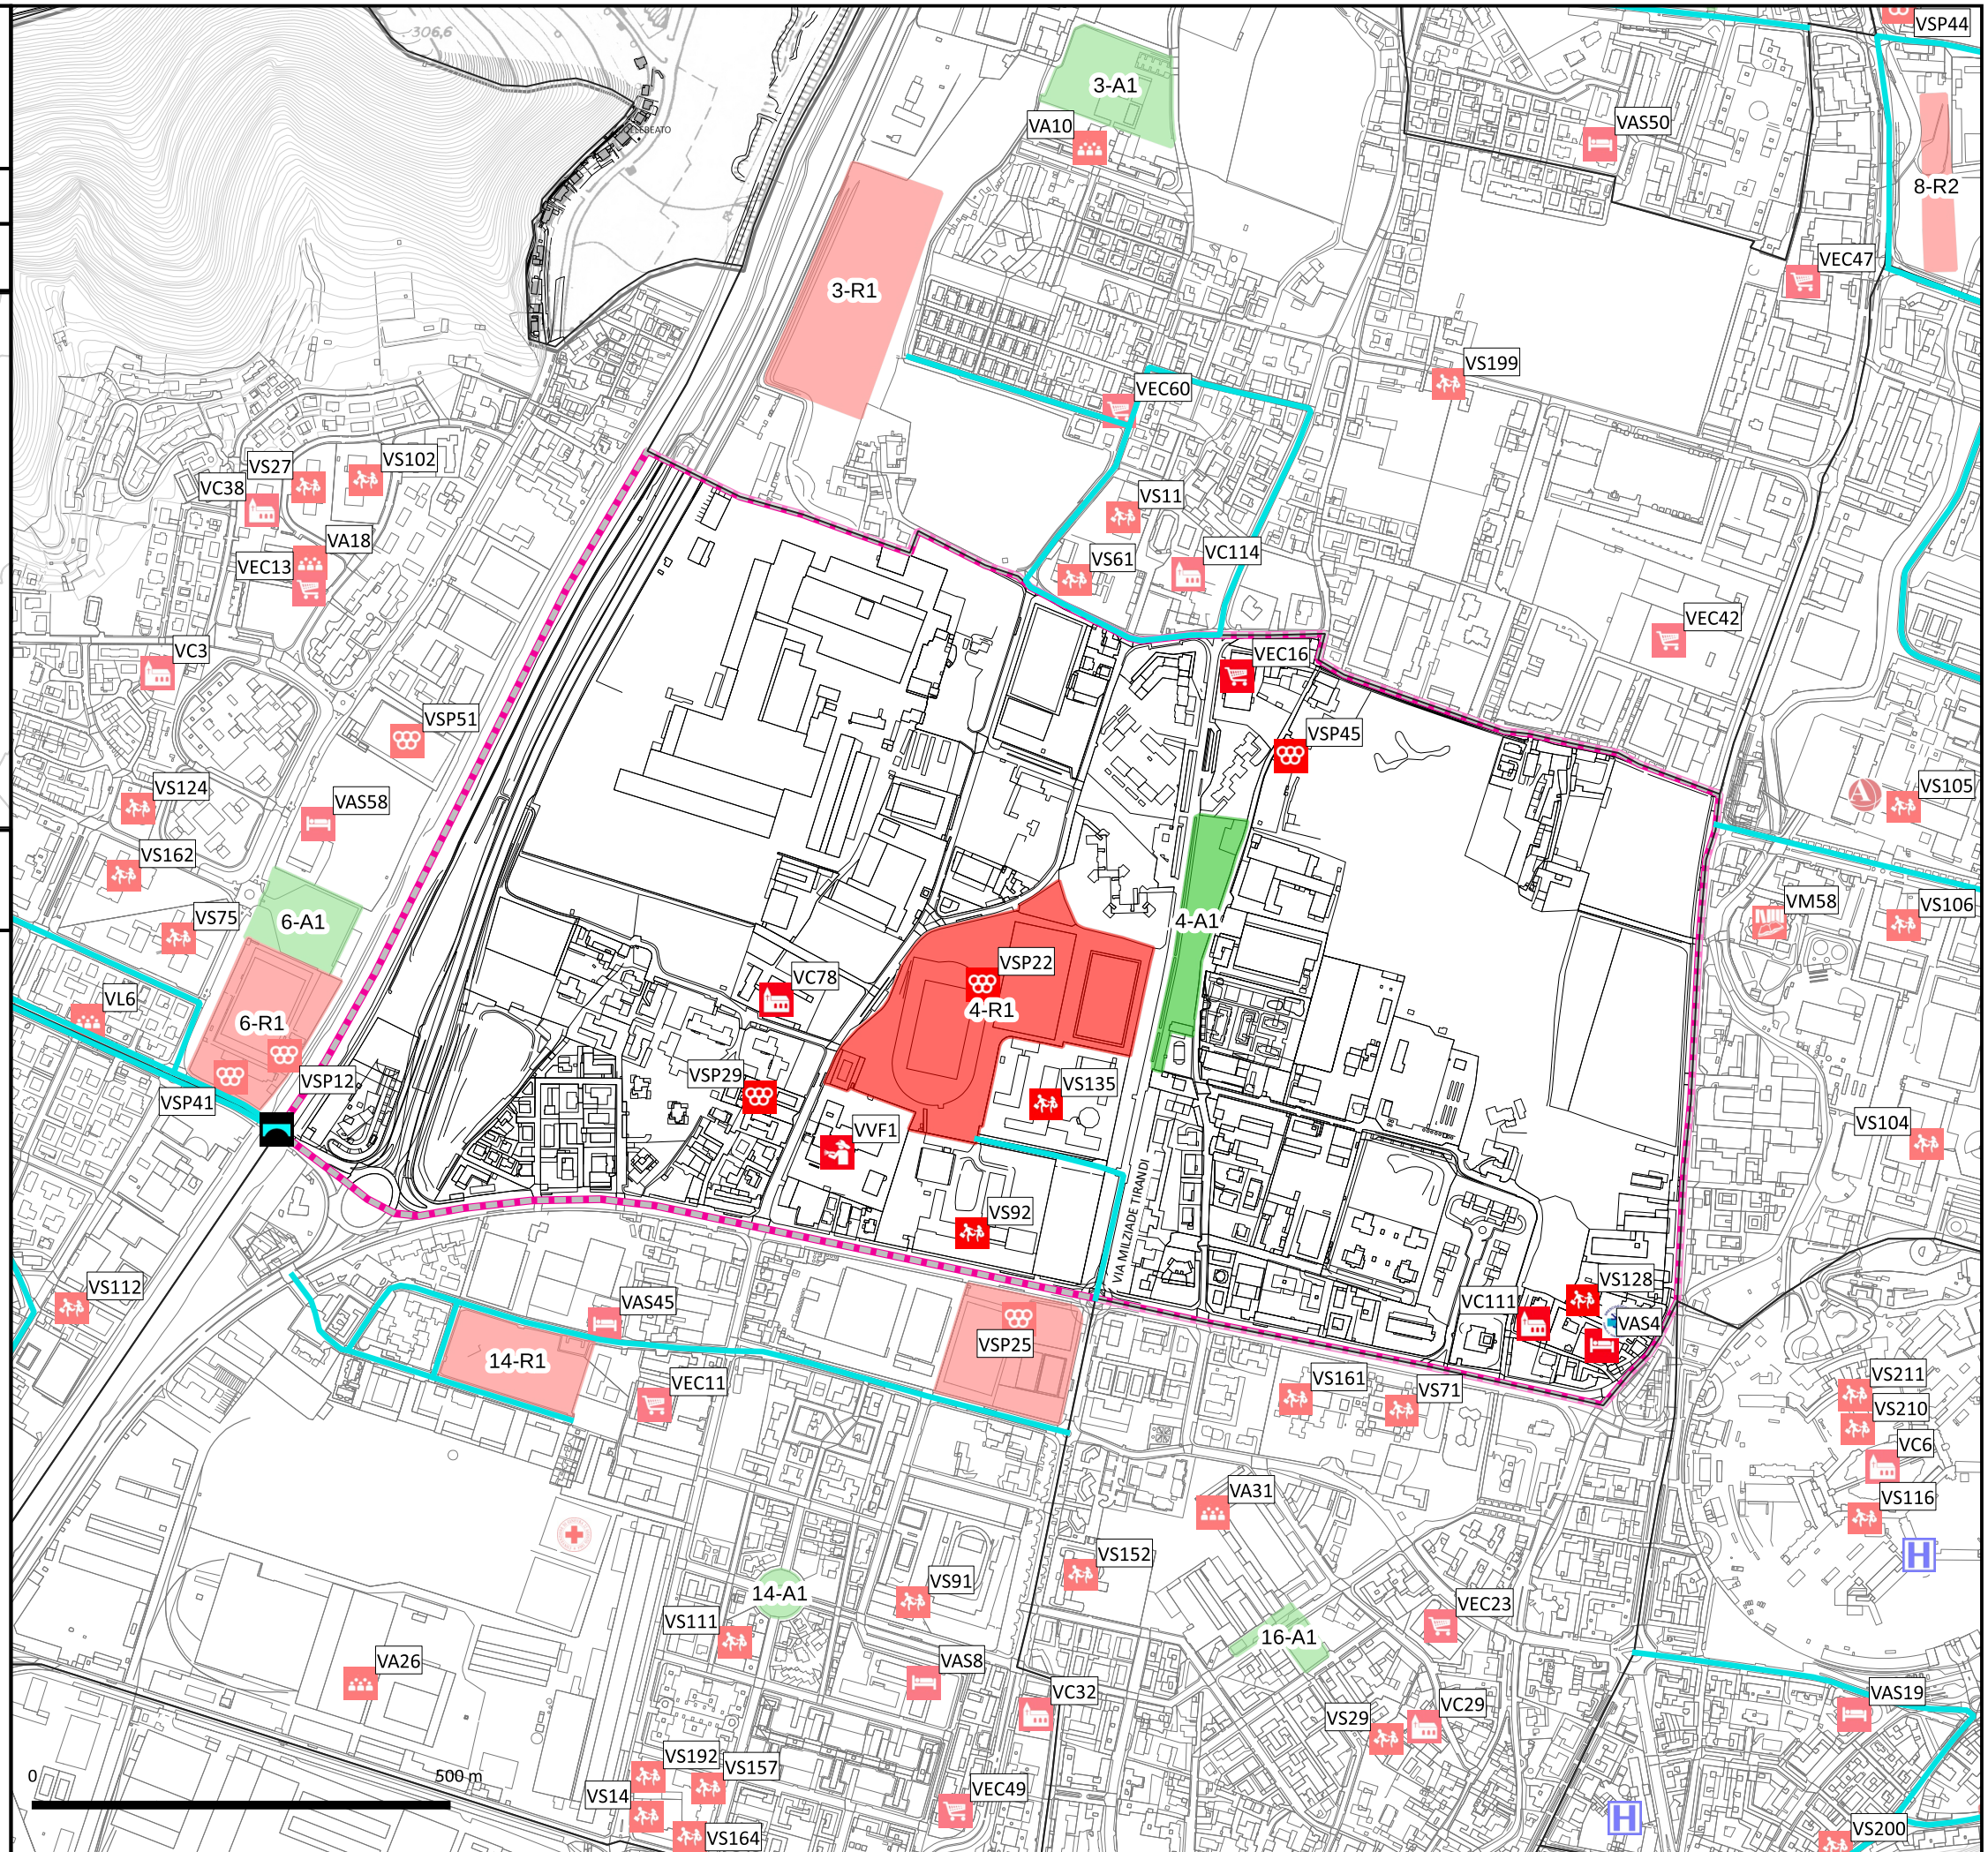 306,6
VSP44
3-A1
VA10
VAS50
8-R2
VEC47
3-R1
VS199
VEC60
VS27
VS102
VC38
VS11
VA18
VEC13
VS61
VC114
VEC42
VC3
VEC16
VSP51
VSP45
VS124
VAS58
A
VS105
VS162
VS75
6-A1
4-A1
VM58
VS106
VSP22
VC78
VL6
6-R1
4-R1
VSP12
VSP29
VS135
VSP41
VVF1
VS104
VIA MILZIADE TIRANDI
VS92
VS112
VAS45
VS128
VC111
VAS4
VSP25
14-R1
VEC11
VS161
VS71
VS211
VS210
VC6
VA31
VS116
H
VS152
14-A1
VS91
VS111
VEC23
16-A1
VA26
VAS8
VC32
VC29
VAS19
VS29
VS192
VS157
0
500 m
VS14
VEC49
H
VS164
VS200